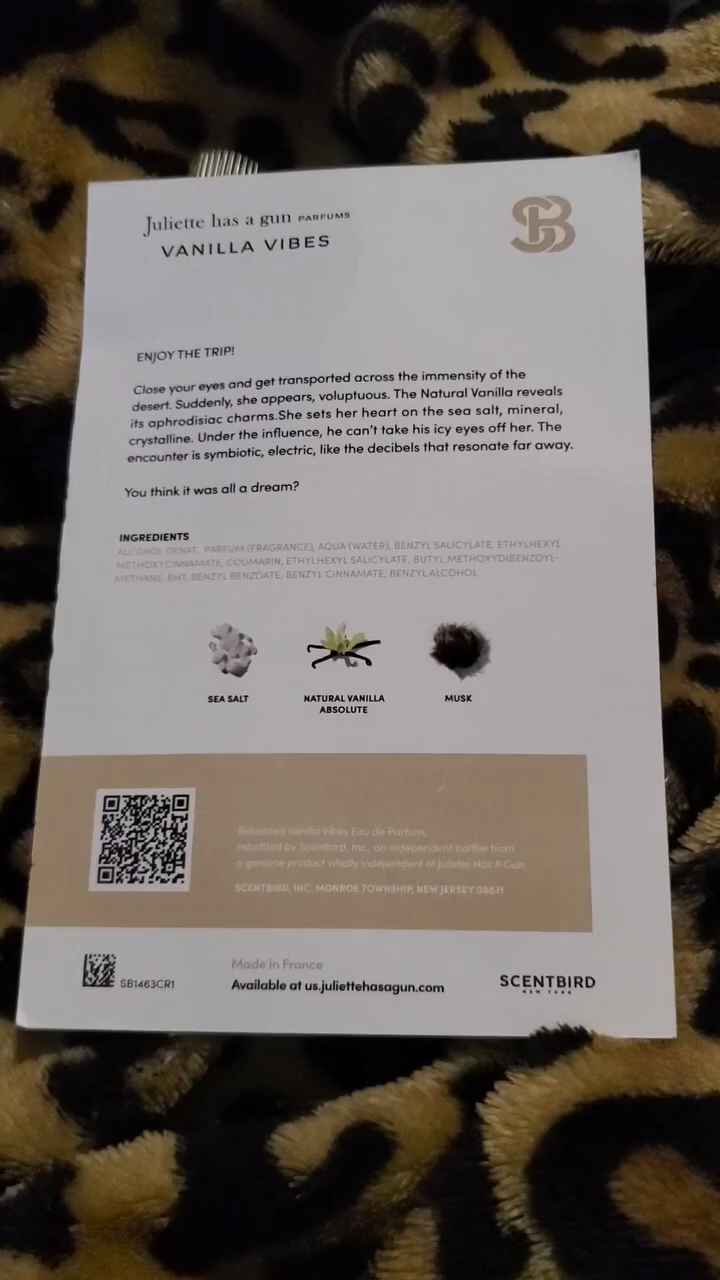 Juliette has a gun PARFUMS
VANILLA VIBES
SB
ENJOY THE TRIP!
Close your eyes and get transported across the immensity of the
desert. Suddenly, she appears, voluptuous. The Natural Vanilla reveals
its aphrodisiac charms.She sets her heart on the sea salt, mineral,
crystalline. Under the influence, he can't take his icy eyes off her. The
encounter is symbiotic, electric, like the decibels that resonate far away.
You think it was all a dream?
INGREDIENTS
ALCOHOL DENAT., PARFUM (FRAGRANCE), AQUA (WATER), BENZYL SALICYLATE, ETHYLHEXYL
METHOXYCINNAMATE, COUMARIN, ETHYLHEXYL SALICYLATE, BUTYL METHOXYDIBENZOYL-
METHANE, BHT, BENZYL BENZOATE, BENZYL CINNAMATE, BENZYL ALCOHOL
SEA SALT
NATURAL VANILLA
ABSOLUTE
MUSK
Rebottled Vanilla Vibes Eau de Parfum,
rebottled by Scentbird, Inc., an independent bottler from
a genuine product wholly independent of Juliette Has A Gun.
SCENTBIRD, INC. MONROE TOWNSHIP, NEW JERSEY 08831
SB1463CR1
Made in France
Available at us.juliettehasagun.com
SCENTBIRD
NEW YORK